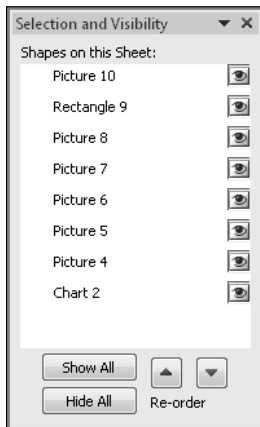 Selection and Visibility
Shapes on this Sheet:
Picture 10
Rectangle 9
Picture 8
Picture 7
Picture 6
Picture 5
Picture 4
Chart 2
Show All
Hide All
Re-order